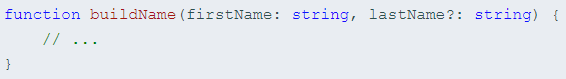 function buildName(firstName: string, lastName?: string) {
    // ...
}